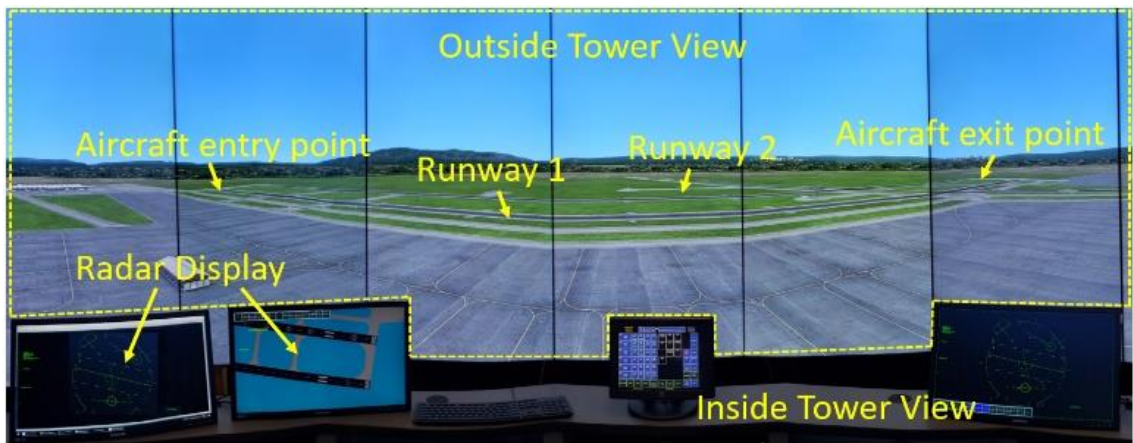 Outside Tower View
Aircraft entry point
Runway 1
Runway 2
Aircraft exit point
Radar Display
Inside Tower View